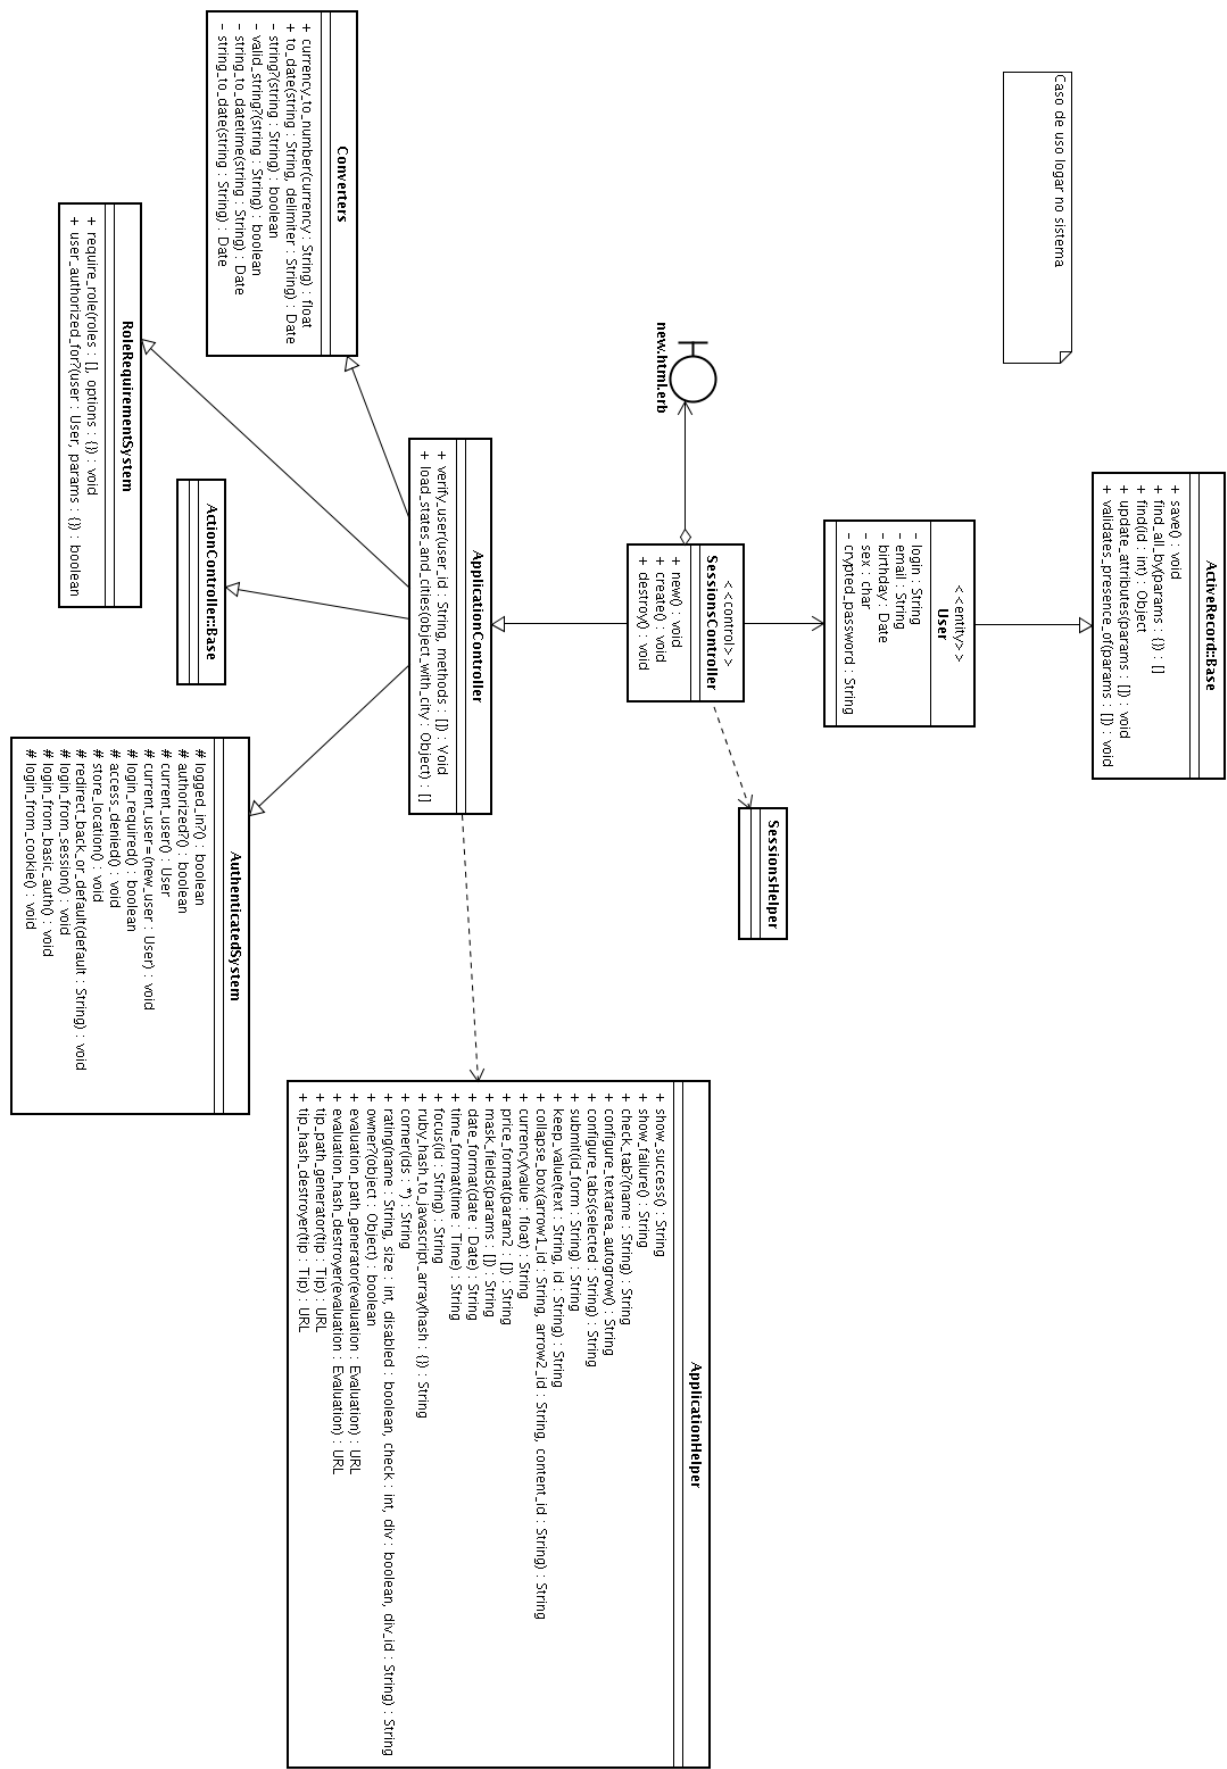 Caso de uso logar no sistema
ActiveRecord::Base
+ save() : void
+ find_all_by(params : {}) : []
+ find(id : int) : Object
+ update_attributes(params : []) : void
+ validates_presence_of(params : []) : void
<<entity>>
User
- login : String
- email : String
- birthday : Date
- sex : char
- crypted_password : String
new.html.erb
<<control>>
SessionsController
+ new() : void
+ create() : void
+ destroy() : void
SessionsHelper
ApplicationController
+ verify_user(user_id : String, methods : []) : Void
+ load_states_and_cities(object_with_city : Object) : []
Converters
+ currency_to_number(currency : String) : float
+ to_date(string : String, delimiter : String) : Date
- string?(string : String) : boolean
- valid_string?(string : String) : boolean
- string_to_datetime(string : String) : Date
- string_to_date(string : String) : Date
RoleRequirementSystem
+ require_role(roles : [], options : {}) : void
+ user_authorized_for?(user : User, params : {}) : boolean
ActionController::Base
AuthenticatedSystem
# logged_in?() : boolean
# authorized?() : boolean
# current_user() : User
# current_user=(new_user : User) : void
# login_required() : boolean
# access_denied() : void
# store_location() : void
# redirect_back_or_default(default : String) : void
# login_from_session() : void
# login_from_basic_auth() : void
# login_from_cookie() : void
ApplicationHelper
+ show_success() : String
+ show_failure() : String
+ check_tab?(name : String) : String
+ configure_textarea_autogrow() : String
+ configure_tabs(selected : String) : String
+ submit(id_form : String) : String
+ keep_value(text : String, id : String) : String
+ collapse_box(arrow1_id : String, arrow2_id : String, content_id : String) : String
+ currency(value : float) : String
+ price_format(param2 : []) : String
+ mask_fields(params : []) : String
+ date_format(date : Date) : String
+ time_format(time : Time) : String
+ focus(id : String) : String
+ ruby_hash_to_javascript_array(hash : {}) : String
+ corner(ids : *) : String
+ rating(name : String, size : int, disabled : boolean, check : int, div : boolean, div_id : String) : String
+ owner?(object : Object) : boolean
+ evaluation_path_generator(evaluation : Evaluation) : URL
+ evaluation_hash_destroyer(evaluation : Evaluation) : URL
+ tip_path_generator(tip : Tip) : URL
+ tip_hash_destroyer(tip : Tip) : URL